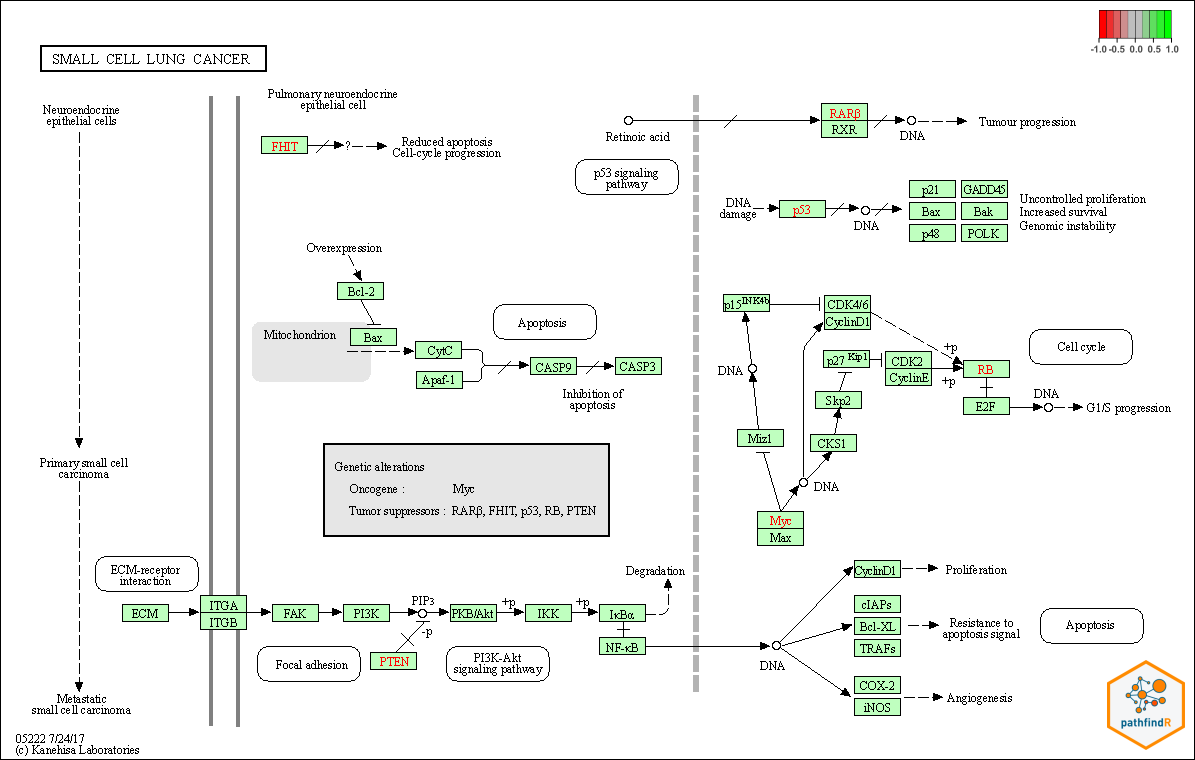 -1.0 -0.5 0.0 0.5 1.0
SMALL CELL LUNG CANCER
Neuroendocrine
epithelial cells
Pulmonary neuroendocrine
epithelial cell
FHIT
?
Reduced apoptosis
Cell-cycle progression
Retinoic acid
RARβ
RXR
DNA
Tumour progression
p53 signaling
pathway
DNA
damage
p53
DNA
p21
GADD45
Bax
Bak
p48
POLK
Uncontrolled proliferation
Increased survival
Genomic instability
Overexpression
Bcl-2
Mitochondrion
Bax
CytC
Apaf-1
CASP9
CASP3
Inhibition of
apoptosis
Apoptosis
p15INK4b
CDK4/6
CyclinD1
p27 Kip1
CDK2
CyclinE
+p
+p
RB
E2F
DNA
G1/S progression
Cell cycle
DNA
Skp2
Miz1
CKS1
DNA
Myc
Max
Primary small cell
carcinoma
Genetic alterations
Oncogene : Myc
Tumor suppressors : RARβ, FHIT, p53, RB, PTEN
ECM-receptor
interaction
ECM
ITGA
ITGB
FAK
PI3K
PIP3
-p
PTEN
PKB/Akt
+p
IKK
+p
IκBα
NF-κB
Degradation
Focal adhesion
PI3K-Akt
signaling pathway
DNA
CyclinD1
Proliferation
cIAPs
Bcl-XL
TRAFs
Resistance to
apoptosis signal
Apoptosis
COX-2
iNOS
Angiogenesis
Metastatic
small cell carcinoma
pathfindR
05222 7/24/17
(c) Kanehisa Laboratories